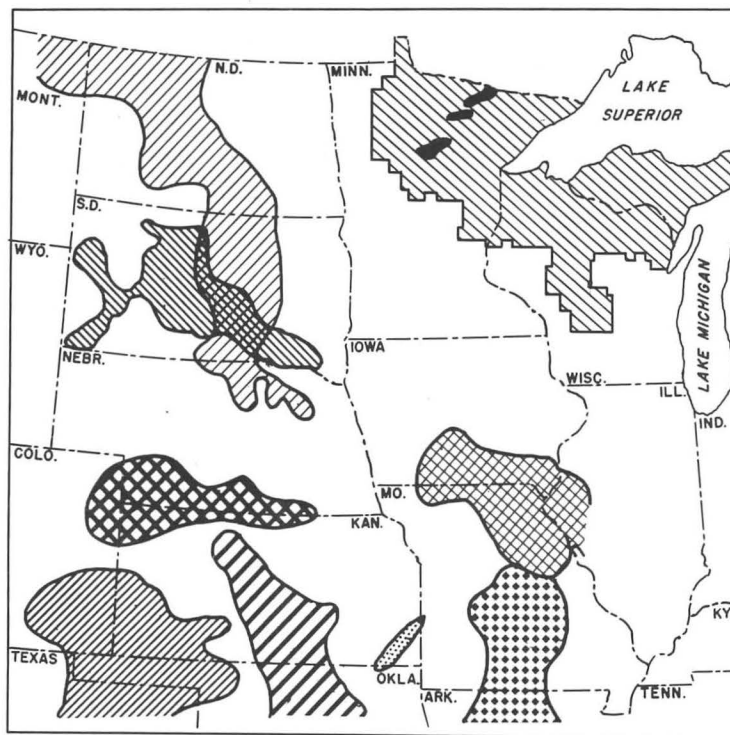 N.D.
MINN.
MONT.
LAKE
SUPERIOR
S.D.
WYO.
LAKE MICHIGAN
NEBR.
IOWA
WISC.
ILL.
IND.
COLO.
MO.
KAN.
KY
TEXAS
OKLA.
ARK.
TENN.